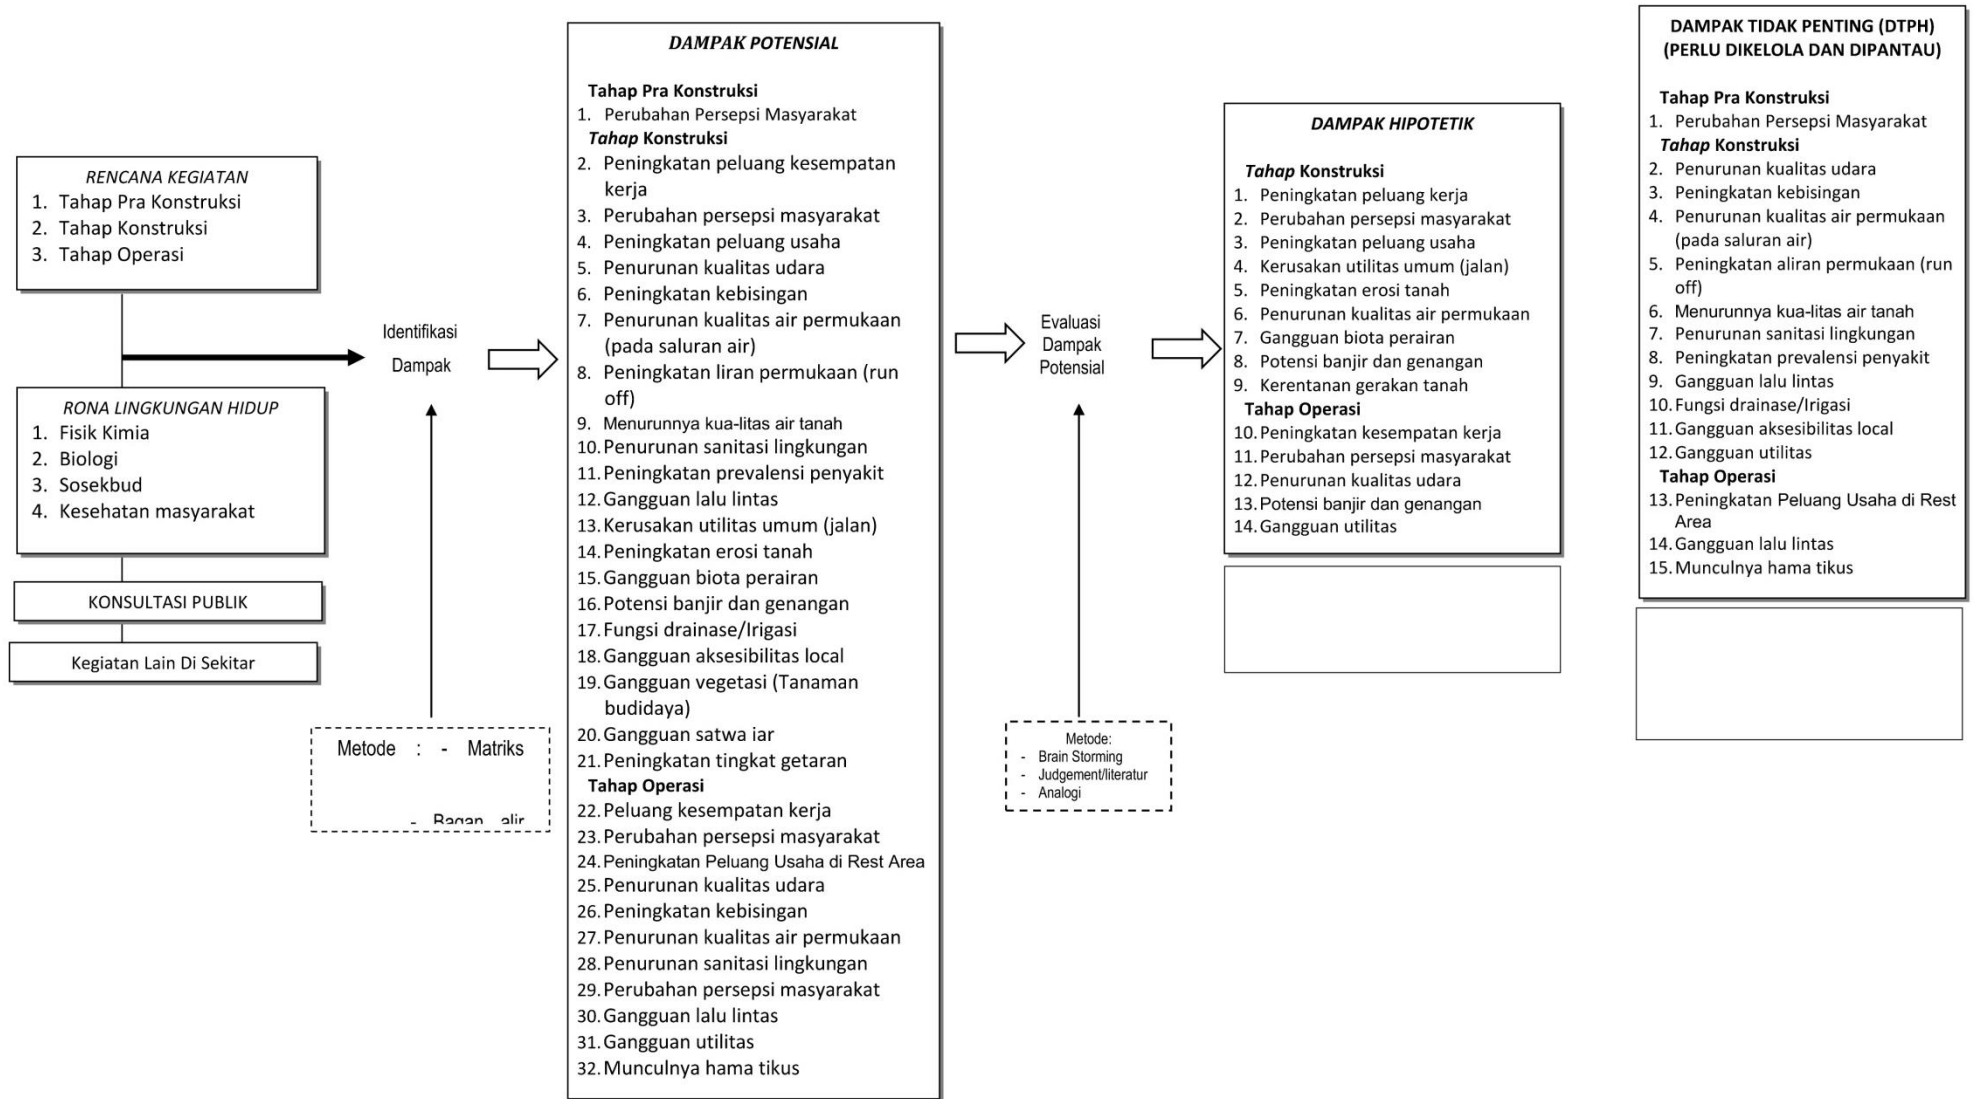 RENCANA KEGIATAN
1. Tahap Pra Konstruksi
2. Tahap Konstruksi
3. Tahap Operasi
RONA LINGKUNGAN HIDUP
1. Fisik Kimia
2. Biologi
3. Sosekbud
4. Kesehatan masyarakat
KONSULTASI PUBLIK
Kegiatan Lain Di Sekitar
Identifikasi
Dampak
Metode : - Matriks
- Bagan alir
DAMPAK POTENSIAL
Tahap Pra Konstruksi
1. Perubahan Persepsi Masyarakat
Tahap Konstruksi
2. Peningkatan peluang kesempatan
kerja
3. Perubahan persepsi masyarakat
4. Peningkatan peluang usaha
5. Penurunan kualitas udara
6. Peningkatan kebisingan
7. Penurunan kualitas air permukaan
(pada saluran air)
8. Peningkatan liran permukaan (run
off)
9. Menurunnya kua-litas air tanah
10. Penurunan sanitasi lingkungan
11. Peningkatan prevalensi penyakit
12. Gangguan lalu lintas
13. Kerusakan utilitas umum (jalan)
14. Peningkatan erosi tanah
15. Gangguan biota perairan
16. Potensi banjir dan genangan
17. Fungsi drainase/Irigasi
18. Gangguan aksesibilitas local
19. Gangguan vegetasi (Tanaman
budidaya)
20. Gangguan satwa iar
21. Peningkatan tingkat getaran
Tahap Operasi
22. Peluang kesempatan kerja
23. Perubahan persepsi masyarakat
24. Peningkatan Peluang Usaha di Rest Area
25. Penurunan kualitas udara
26. Peningkatan kebisingan
27. Penurunan kualitas air permukaan
28. Penurunan sanitasi lingkungan
29. Perubahan persepsi masyarakat
30. Gangguan lalu lintas
31. Gangguan utilitas
32. Munculnya hama tikus
Evaluasi
Dampak
Potensial
Metode:
- Brain Storming
- Judgement/literatur
- Analogi
DAMPAK HIPOTETIK
Tahap Konstruksi
1. Peningkatan peluang kerja
2. Perubahan persepsi masyarakat
3. Peningkatan peluang usaha
4. Kerusakan utilitas umum (jalan)
5. Peningkatan erosi tanah
6. Penurunan kualitas air permukaan
7. Gangguan biota perairan
8. Potensi banjir dan genangan
9. Kerentanan gerakan tanah
Tahap Operasi
10. Peningkatan kesempatan kerja
11. Perubahan persepsi masyarakat
12. Penurunan kualitas udara
13. Potensi banjir dan genangan
14. Gangguan utilitas
DAMPAK TIDAK PENTING (DTPH)
(PERLU DIKELOLA DAN DIPANTAU)
Tahap Pra Konstruksi
1. Perubahan Persepsi Masyarakat
Tahap Konstruksi
2. Penurunan kualitas udara
3. Peningkatan kebisingan
4. Penurunan kualitas air permukaan
(pada saluran air)
5. Peningkatan aliran permukaan (run
off)
6. Menurunnya kua-litas air tanah
7. Penurunan sanitasi lingkungan
8. Peningkatan prevalensi penyakit
9. Gangguan lalu lintas
10. Fungsi drainase/Irigasi
11. Gangguan aksesibilitas local
12. Gangguan utilitas
Tahap Operasi
13. Peningkatan Peluang Usaha di Rest
Area
14. Gangguan lalu lintas
15. Munculnya hama tikus